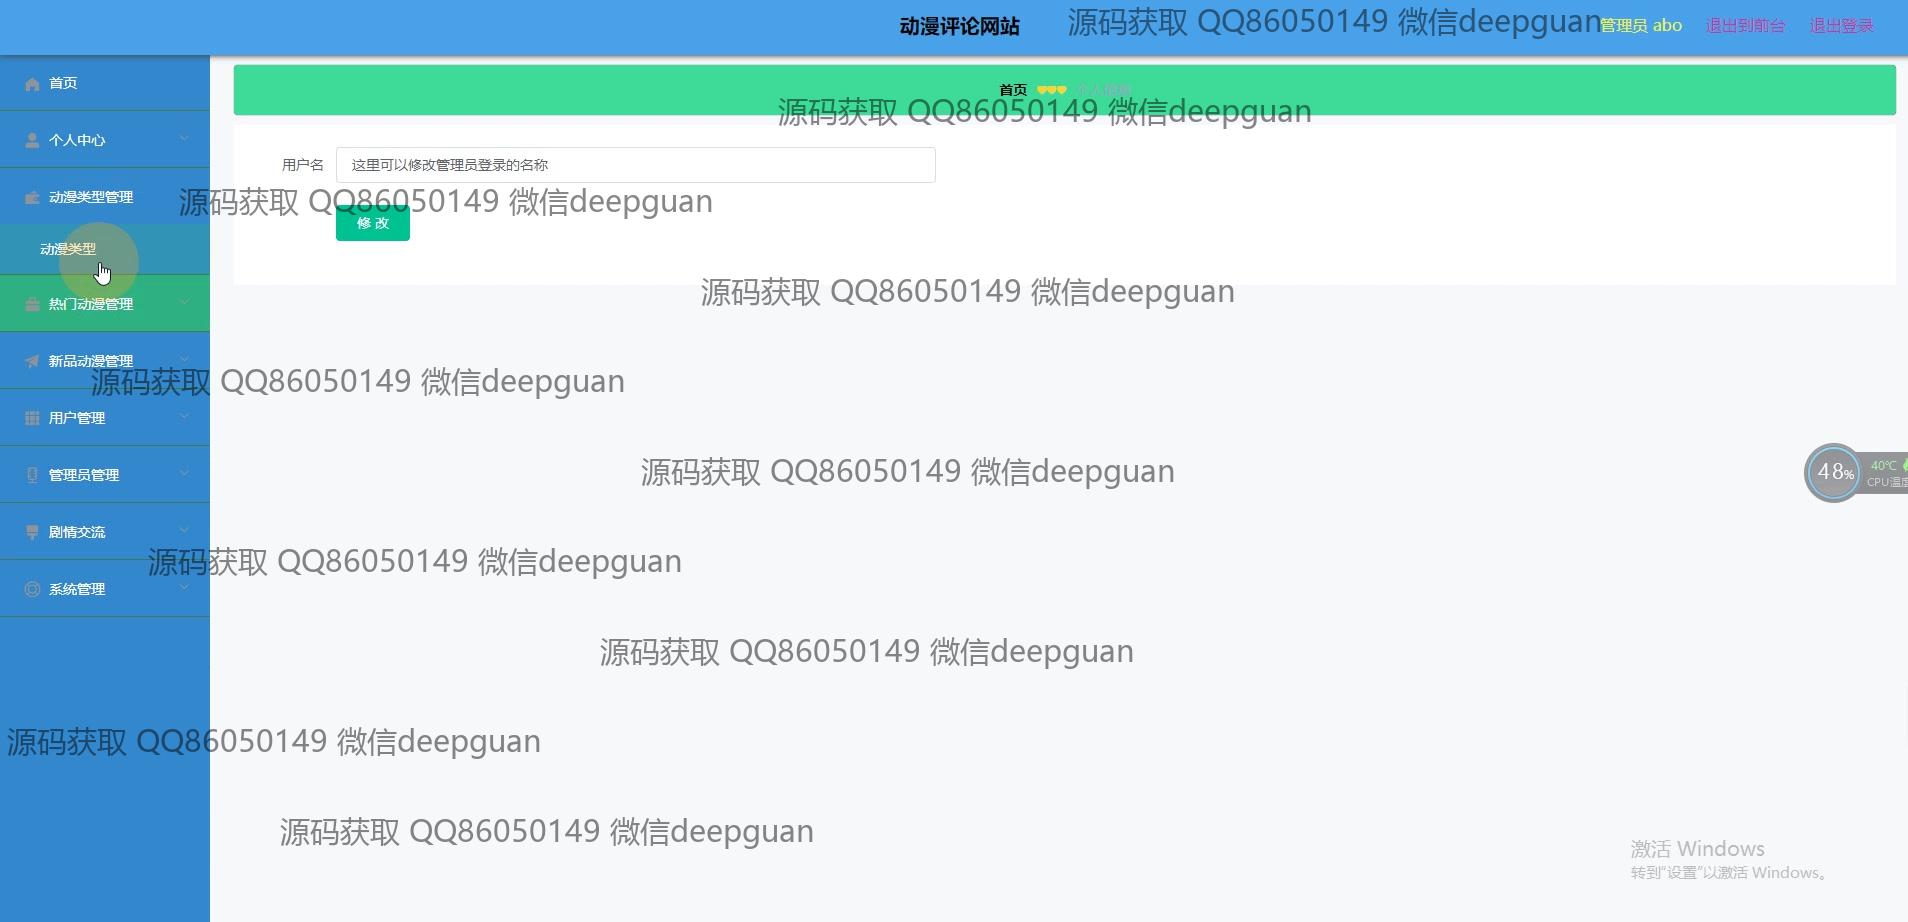 动漫评论网站
源码获取 QQ86050149 微信deepguan
管理员 abo
退出到前台
退出登录
首页
首页
个人信息
源码获取 QQ86050149 微信deepguan
个人中心
用户名
这里可以修改管理员登录的名称
动漫类型管理
源码获取 QQ86050149 微信deepguan
修 改
动漫类型
源码获取 QQ86050149 微信deepguan
热门动漫管理
新品动漫管理
源码获取 QQ86050149 微信deepguan
用户管理
管理员管理
源码获取 QQ86050149 微信deepguan
48%
40℃
CPU温度
剧情交流
源码获取 QQ86050149 微信deepguan
系统管理
源码获取 QQ86050149 微信deepguan
源码获取 QQ86050149 微信deepguan
源码获取 QQ86050149 微信deepguan
激活 Windows
转到"设置"以激活 Windows。